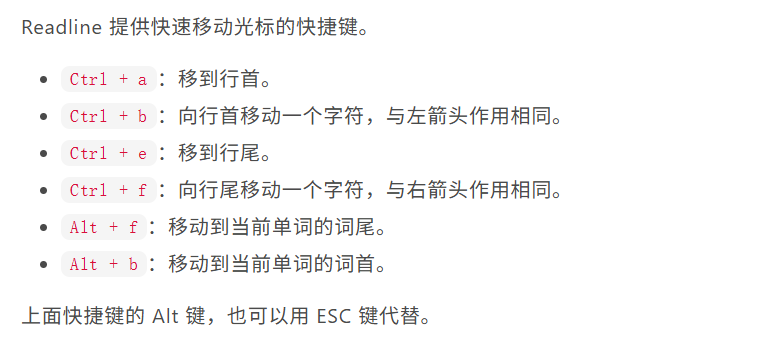 Readline 提供快速移动光标的快捷键。
Ctrl + a：移到行首。
Ctrl + b：向行首移动一个字符，与左箭头作用相同。
Ctrl + e：移到行尾。
Ctrl + f：向行尾移动一个字符，与右箭头作用相同。
Alt + f：移动到当前单词的词尾。
Alt + b：移动到当前单词的词首。
上面快捷键的 Alt 键，也可以用 ESC 键代替。